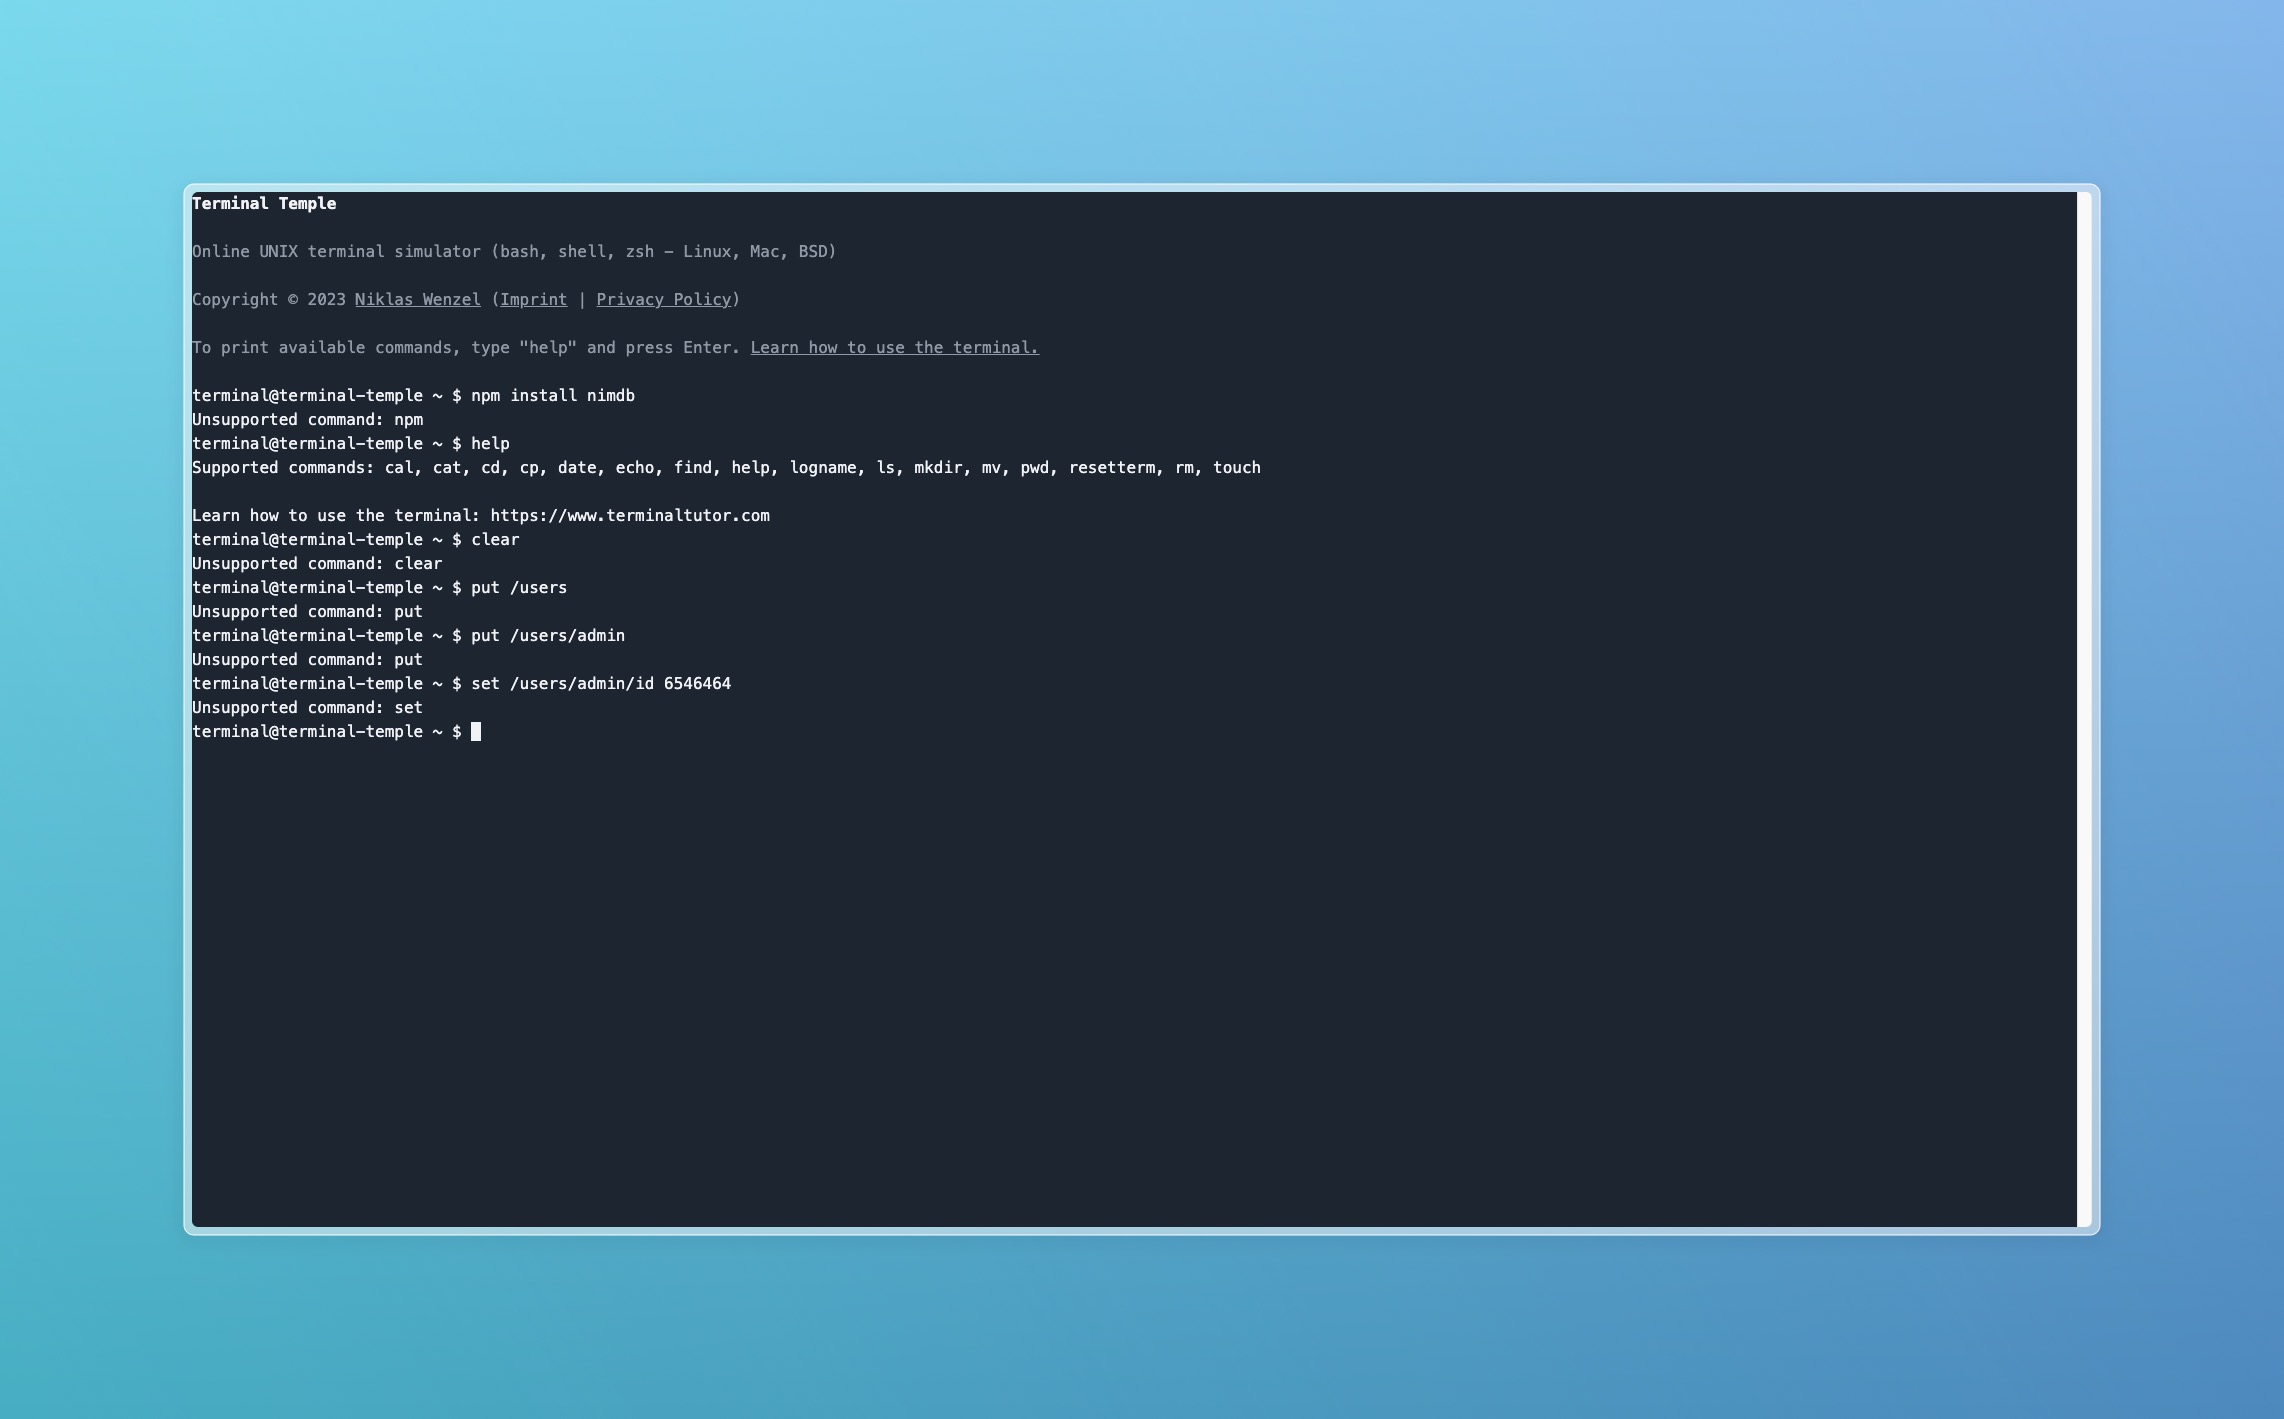 Terminal Temple
Online UNIX terminal simulator (bash, shell, zsh – Linux, Mac, BSD)
Copyright © 2023 Niklas Wenzel (Imprint | Privacy Policy)
To print available commands, type "help" and press Enter. Learn how to use the terminal.
terminal@terminal-temple ~ $ npm install nimdb
Unsupported command: npm
terminal@terminal-temple ~ $ help
Supported commands: cal, cat, cd, cp, date, echo, find, help, logname, ls, mkdir, mv, pwd, resetterm, rm, touch
Learn how to use the terminal: https://www.terminaltutor.com
terminal@terminal-temple ~ $ clear
Unsupported command: clear
terminal@terminal-temple ~ $ put /users
Unsupported command: put
terminal@terminal-temple ~ $ put /users/admin
Unsupported command: put
terminal@terminal-temple ~ $ set /users/admin/id 6546464
Unsupported command: set
terminal@terminal-temple ~ $